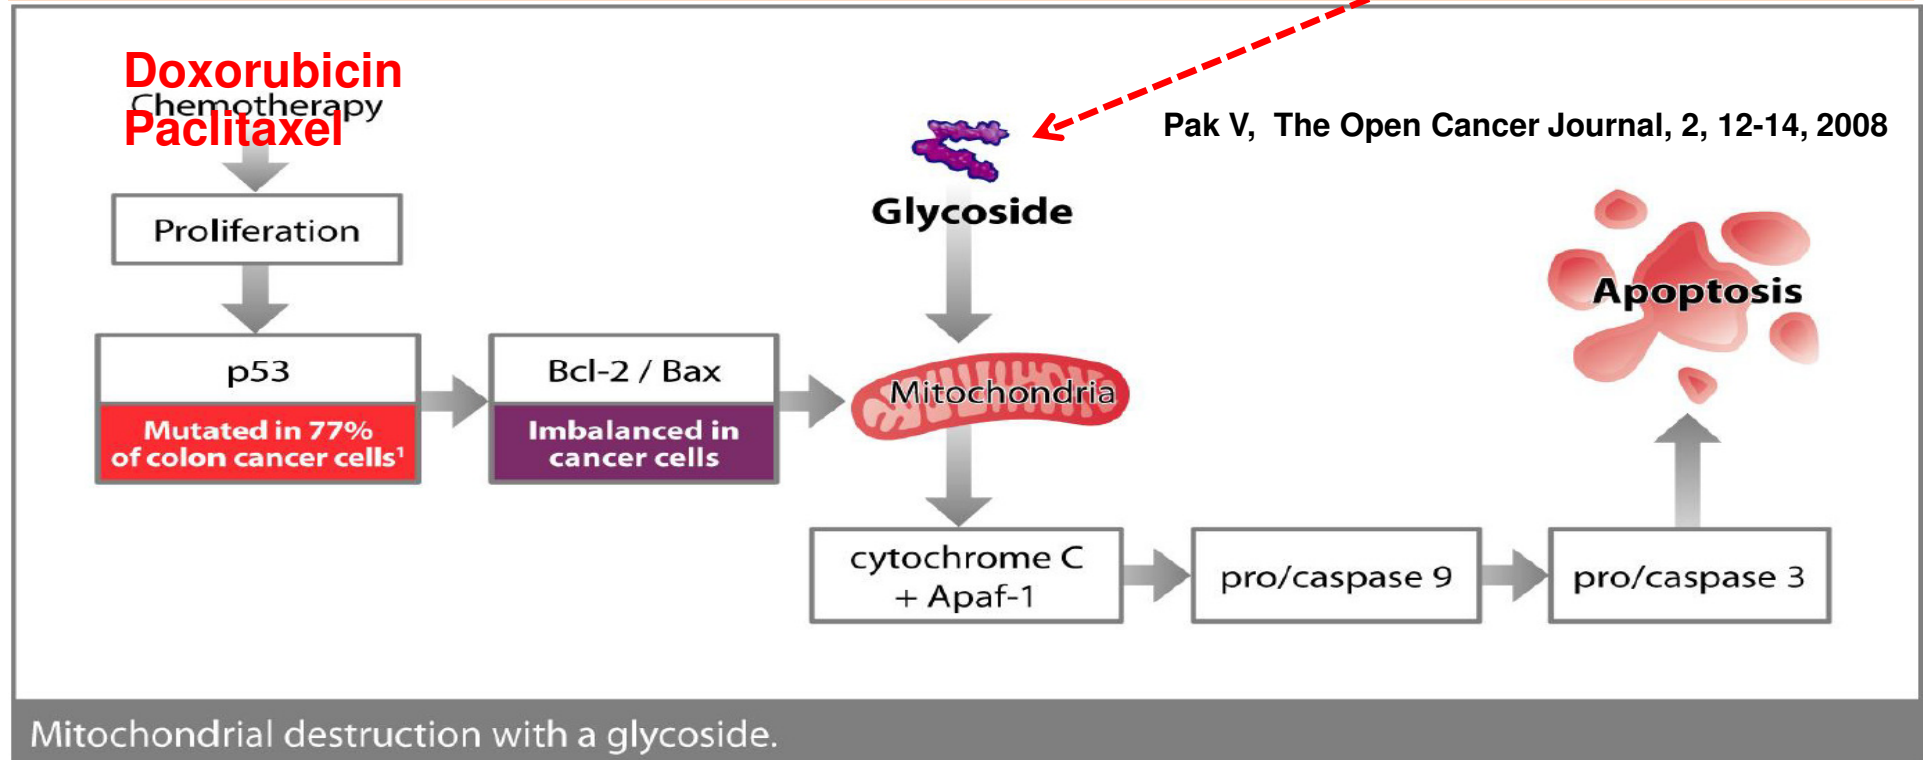 Doxorubicin
Chemotherapy
Paclitaxel
Pak V, The Open Cancer Journal, 2, 12-14, 2008
Glycoside
Proliferation
Apoptosis
p53
Bcl-2 / Bax
Mitochondria
Mutated in 77%
of colon cancer cells¹
Imbalanced in
cancer cells
cytochrome C
+ Apaf-1
pro/caspase 9
pro/caspase 3
Mitochondrial destruction with a glycoside.